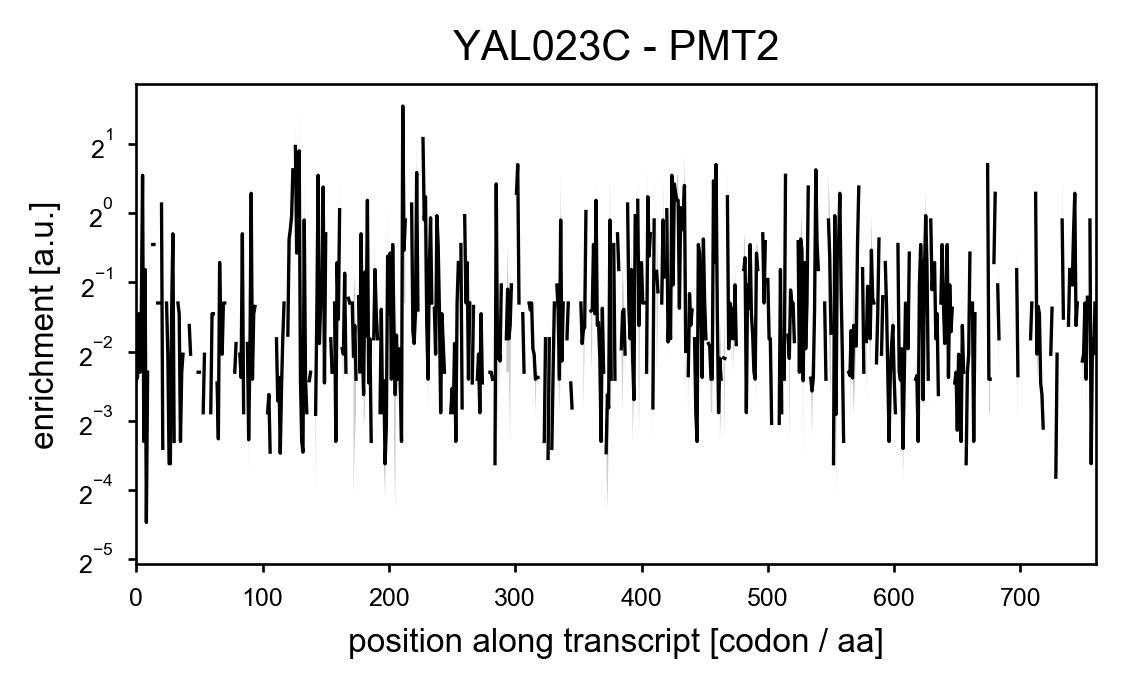 YAL023C - PMT2
enrichment [a.u.]
2^1
2^0
2^−1
2^−2
2^−3
2^−4
2^−5
0 100 200 300 400 500 600 700
position along transcript [codon / aa]